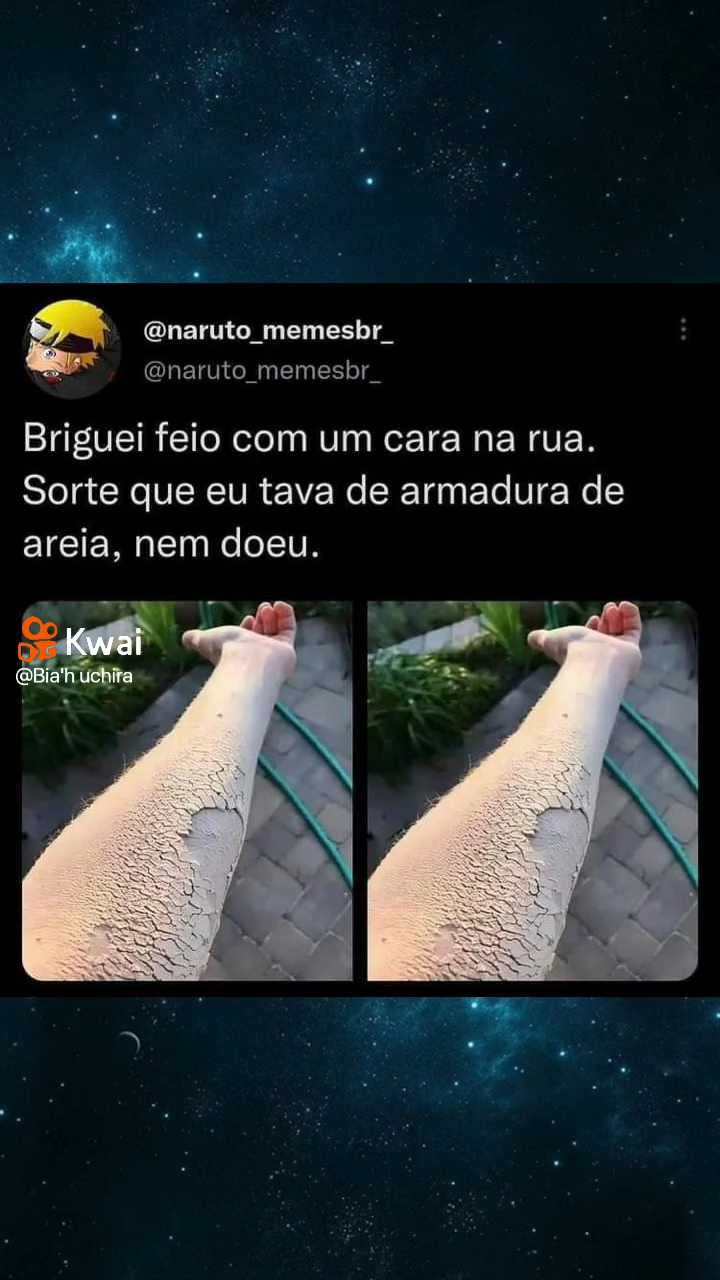 @naruto_memesbr_
@naruto_memesbr_
Briguei feio com um cara na rua.
Sorte que eu tava de armadura de
areia, nem doeu.
Kwai
@Bia'h uchira